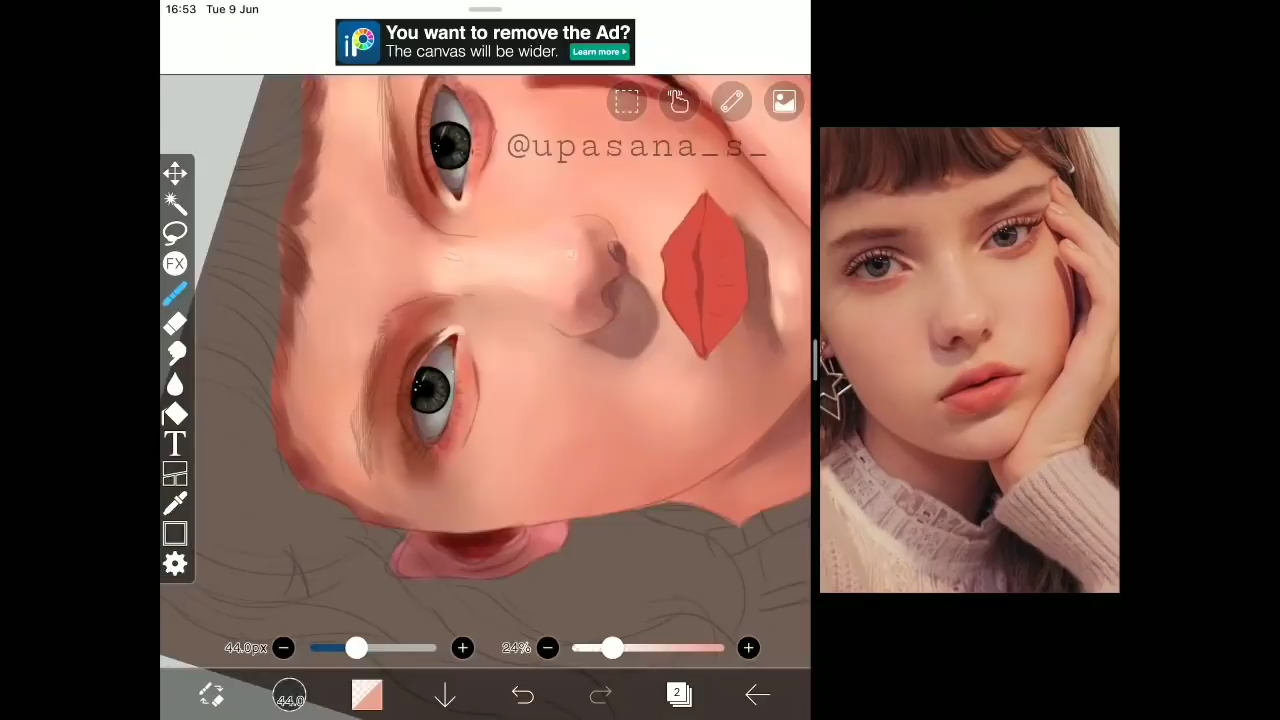 16:53 Tue 9 Jun
You want to remove the Ad?
The canvas will be wider.
Learn more
@upasana_s_
FX
T
44.0px
24%
44.0
2